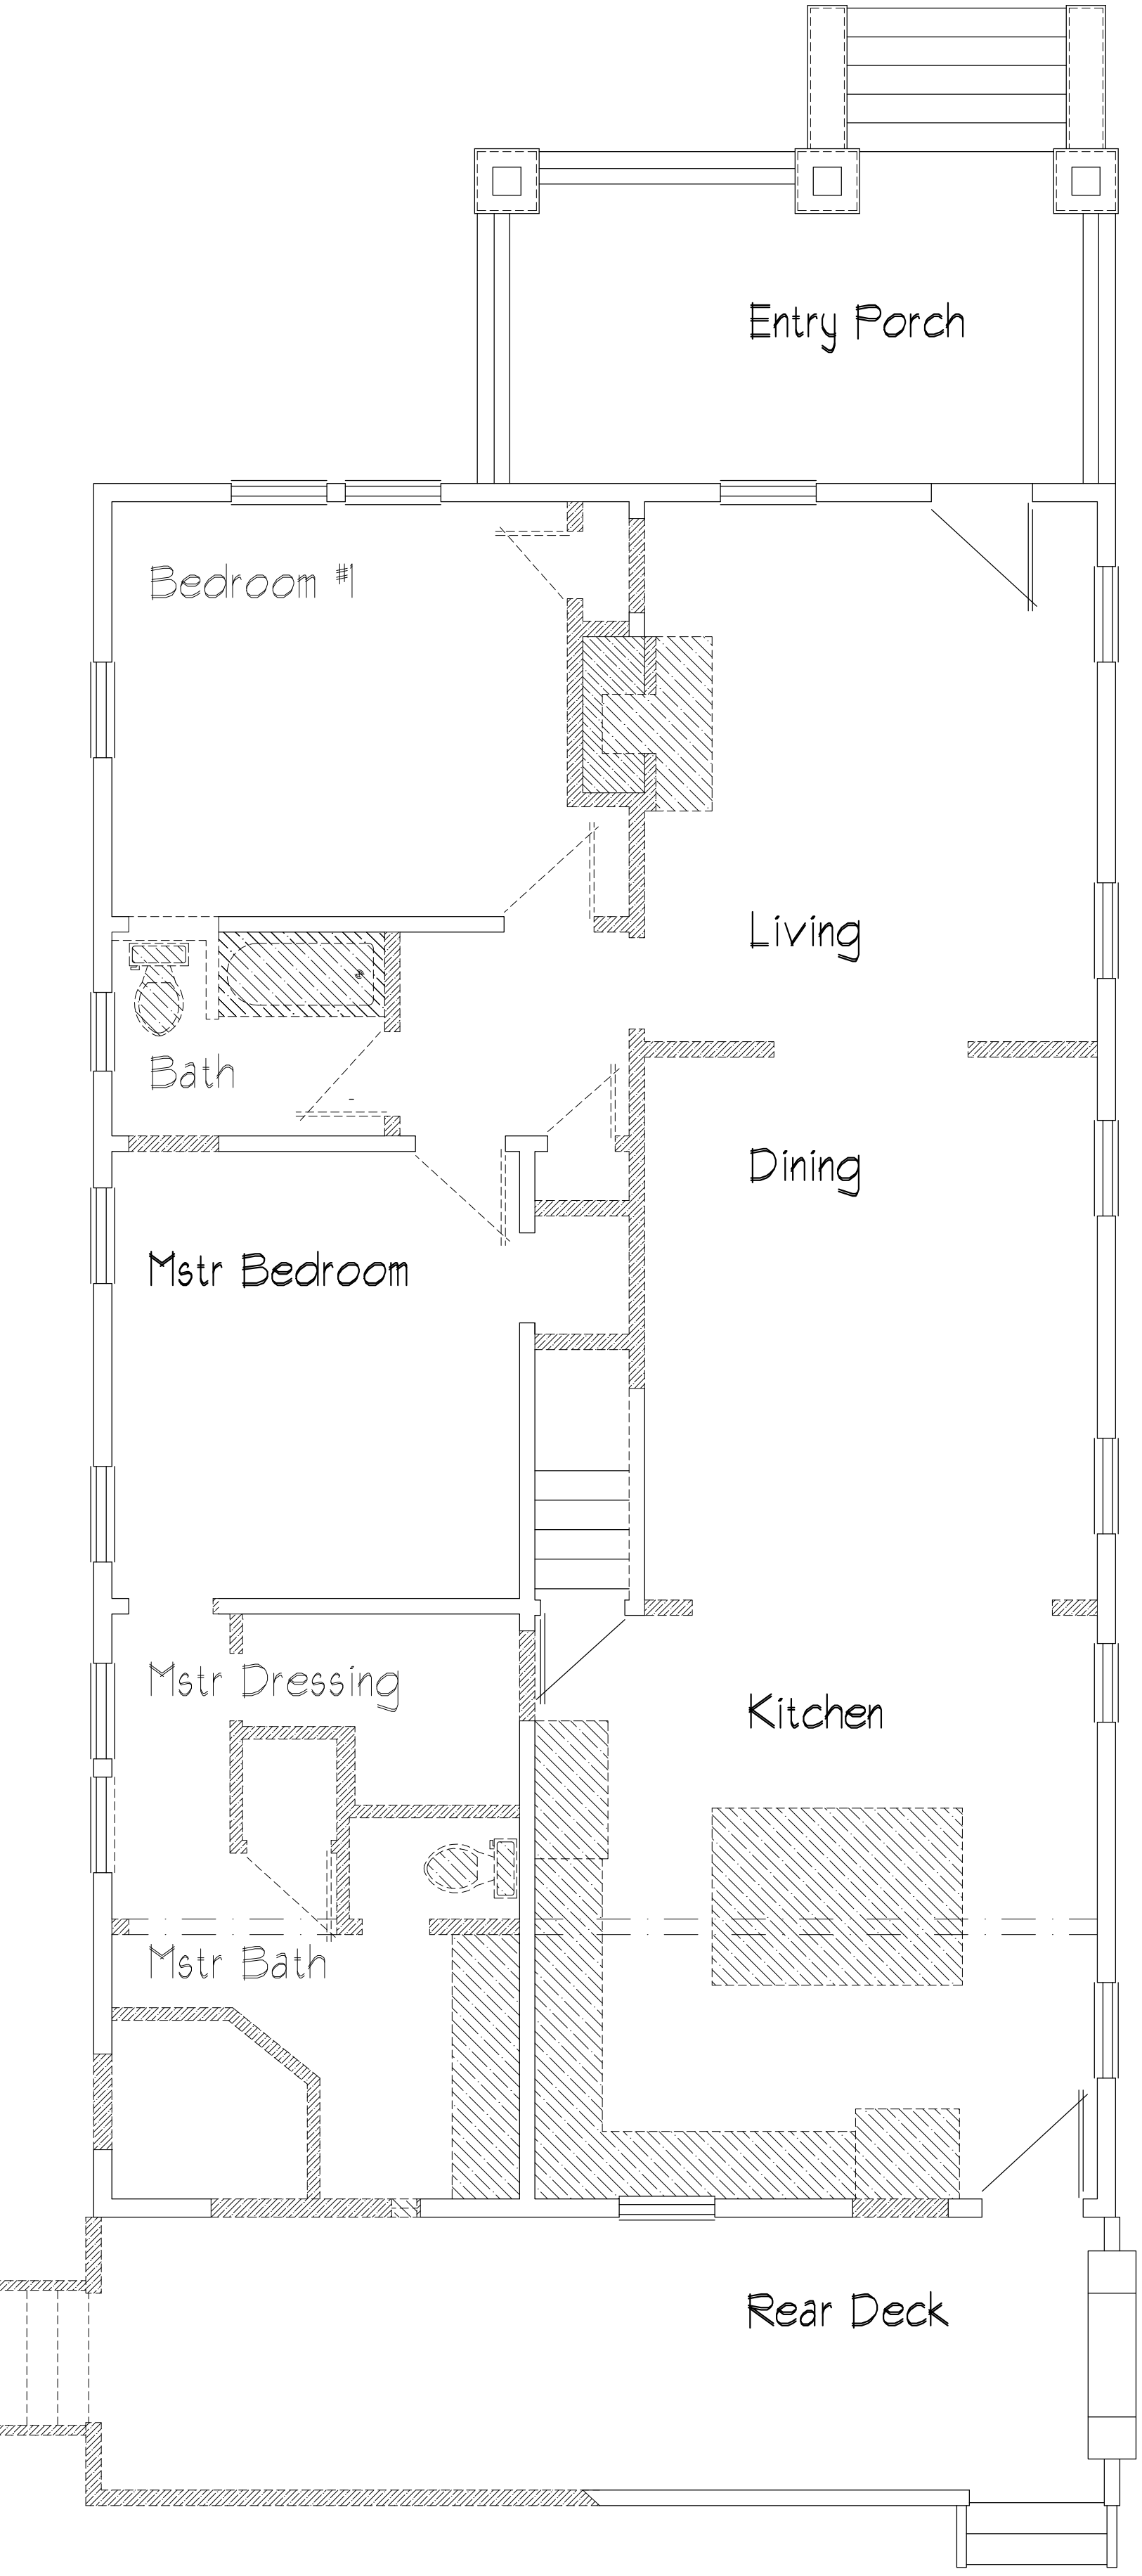 Entry Porch
Bedroom #1
Living
Bath
Dining
Mstr Bedroom
Mstr Dressing
Kitchen
Mstr Bath
Rear Deck